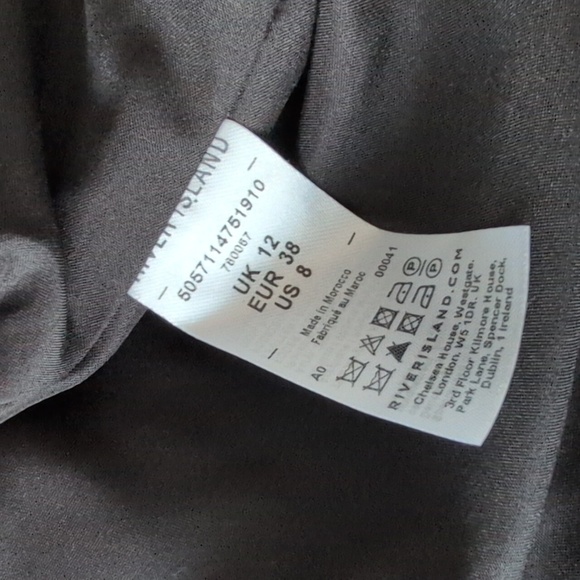 RIVER ISLAND
5057114751910
780087
UK 12
EUR 38
US 8
Made in Morocco
Fabriqué au Maroc
A0
00041
RIVERISLAND.COM
Chelsea House, Westgate,
London. W5 1DR. UK
3rd Floor Kilmore House,
Park Lane, Spencer Dock,
Dublin, 1 Ireland